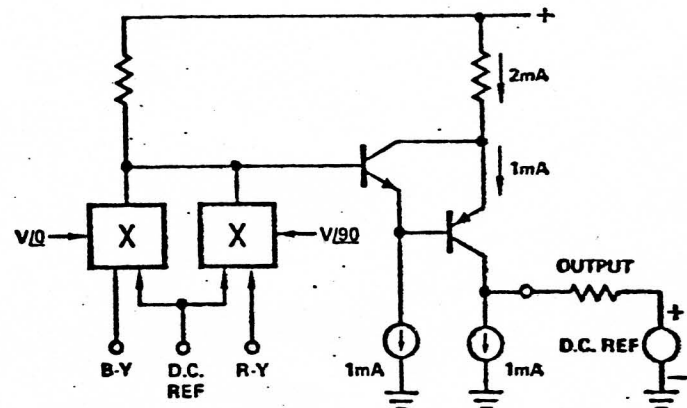 +
2mA
1mA
X
X
V/0
V/90
OUTPUT
+
D.C. REF
1mA
1mA
B-Y
D.C.
REF
R-Y
−